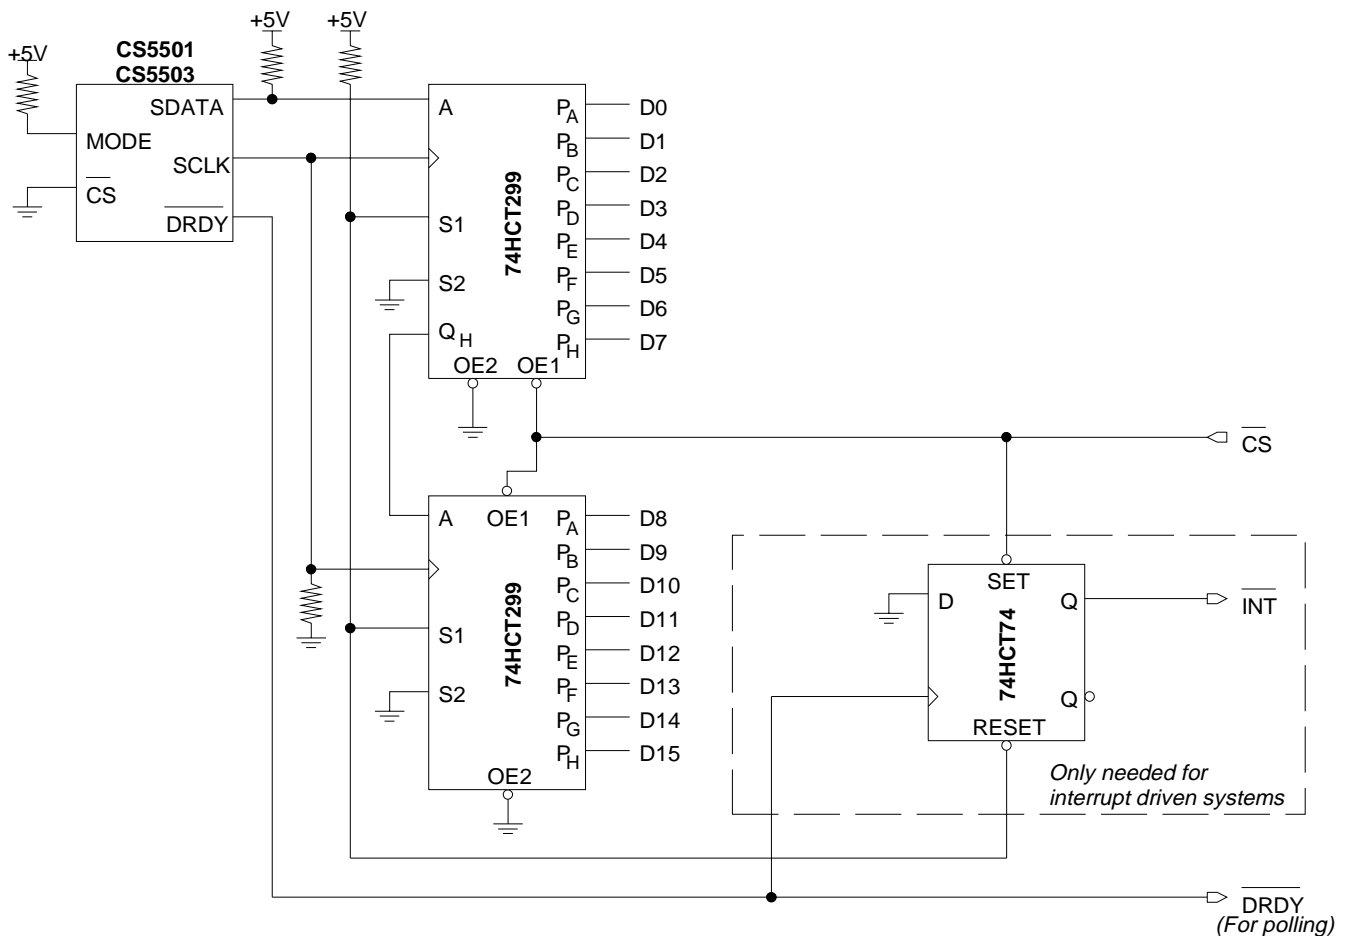 +5V
CS5501
CS5503
SDATA
MODE
SCLK
CS
DRDY
+5V
+5V
A
S1
S2
QH
OE2
OE1
74HCT299
PA
PB
PC
PD
PE
PF
PG
PH
D0
D1
D2
D3
D4
D5
D6
D7
CS
A
OE1
S1
S2
OE2
74HCT299
PA
PB
PC
PD
PE
PF
PG
PH
D8
D9
D10
D11
D12
D13
D14
D15
SET
D
Q
74HCT74
Q
RESET
INT
Only needed for
interrupt driven systems
DRDY
(For polling)